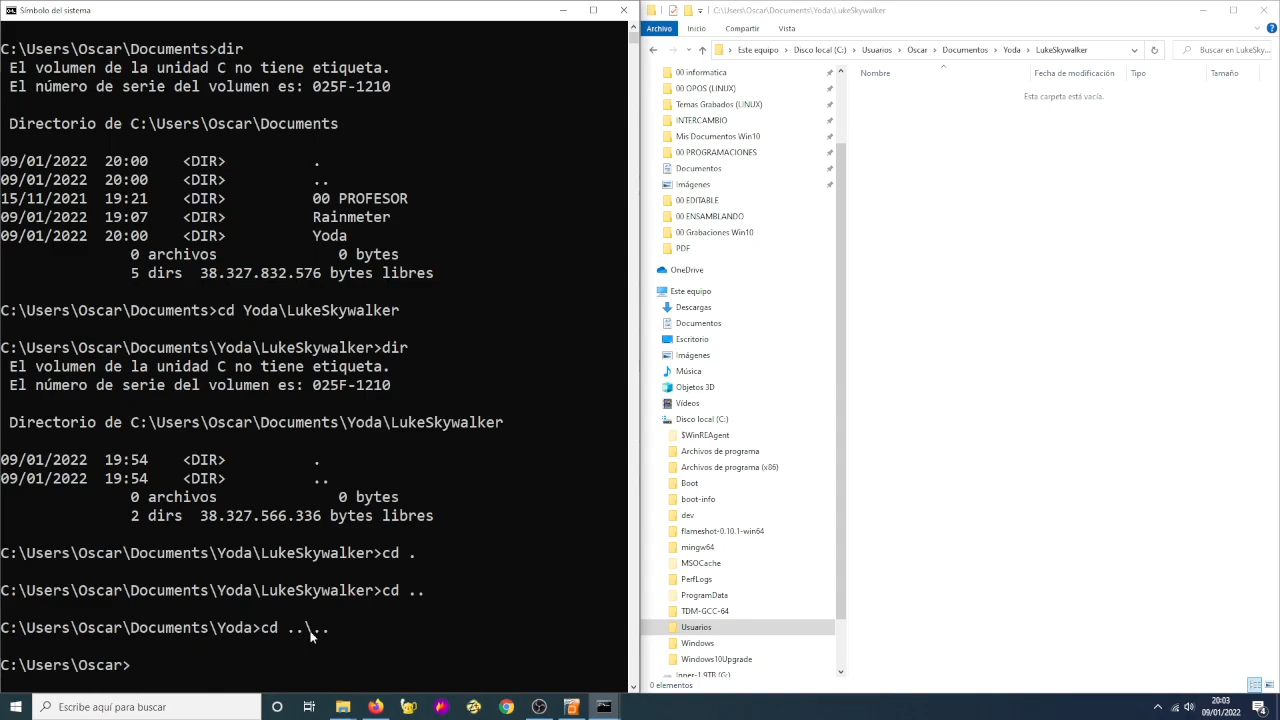 Símbolo del sistema
C:\Users\Oscar\Documents>dir
El volumen de la unidad C no tiene etiqueta.
El número de serie del volumen es: 025F-1210
Directorio de C:\Users\Oscar\Documents
09/01/2022 20:00 <DIR> .
09/01/2022 20:00 <DIR> ..
15/11/2021 19:21 <DIR> 00 PROFESOR
09/01/2022 19:07 <DIR> Rainmeter
09/01/2022 20:00 <DIR> Yoda
0 archivos 0 bytes
5 dirs 38.327.832.576 bytes libres
C:\Users\Oscar\Documents>cd Yoda\LukeSkywalker
C:\Users\Oscar\Documents\Yoda\LukeSkywalker>dir
El volumen de la unidad C no tiene etiqueta.
El número de serie del volumen es: 025F-1210
Directorio de C:\Users\Oscar\Documents\Yoda\LukeSkywalker
09/01/2022 19:54 <DIR> .
09/01/2022 19:54 <DIR> ..
0 archivos 0 bytes
2 dirs 38.327.566.336 bytes libres
C:\Users\Oscar\Documents\Yoda\LukeSkywalker>cd .
C:\Users\Oscar\Documents\Yoda\LukeSkywalker>cd ..
C:\Users\Oscar\Documents\Yoda>cd ..\..
C:\Users\Oscar>
C:\Users\Oscar\Documents\Yoda\LukeSkywalker
Archivo Inicio Compartir Vista
Este equipo > Disco local (C:) > Usuarios > Oscar > Documentos > Yoda > LukeSkywalker
Buscar en LukeSky...
Nombre Fecha de modificación Tipo Tamaño
Esta carpeta está vacía.
00 informatica
00 OPOS (LINUX)
Temas Grabados (LINUX)
INTERCAMBIO
Mis Documentos Win10
00 PROGRAMACIONES
Documentos
Imágenes
00 EDITABLE
00 ENSAMBLANDO
00 Grabaciones Win10
PDF
OneDrive
Este equipo
Descargas
Documentos
Escritorio
Imágenes
Música
Objetos 3D
Vídeos
Disco local (C:)
$WinREAgent
Archivos de programa
Archivos de programa (x86)
Boot
boot-info
dev
flameshot-0.10.1-win64
mingw64
MSOCache
PerfLogs
ProgramData
TDM-GCC-64
Usuarios
Windows
Windows10Upgrade
Inner-1.9TB (G:)
0 elementos
Escribe aquí para buscar
20:03
09/01/2022